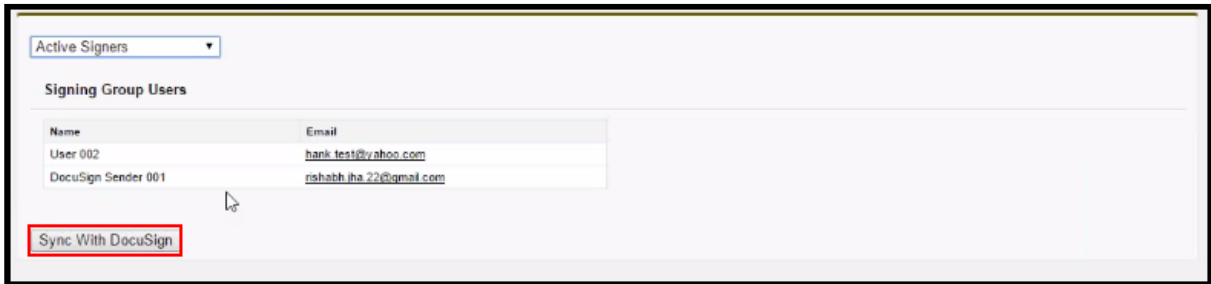 Active Signers
Signing Group Users
Name Email
User 002 hank.test@yahoo.com
DocuSign Sender 001 rishabh.jha.22@gmail.com
Sync With DocuSign